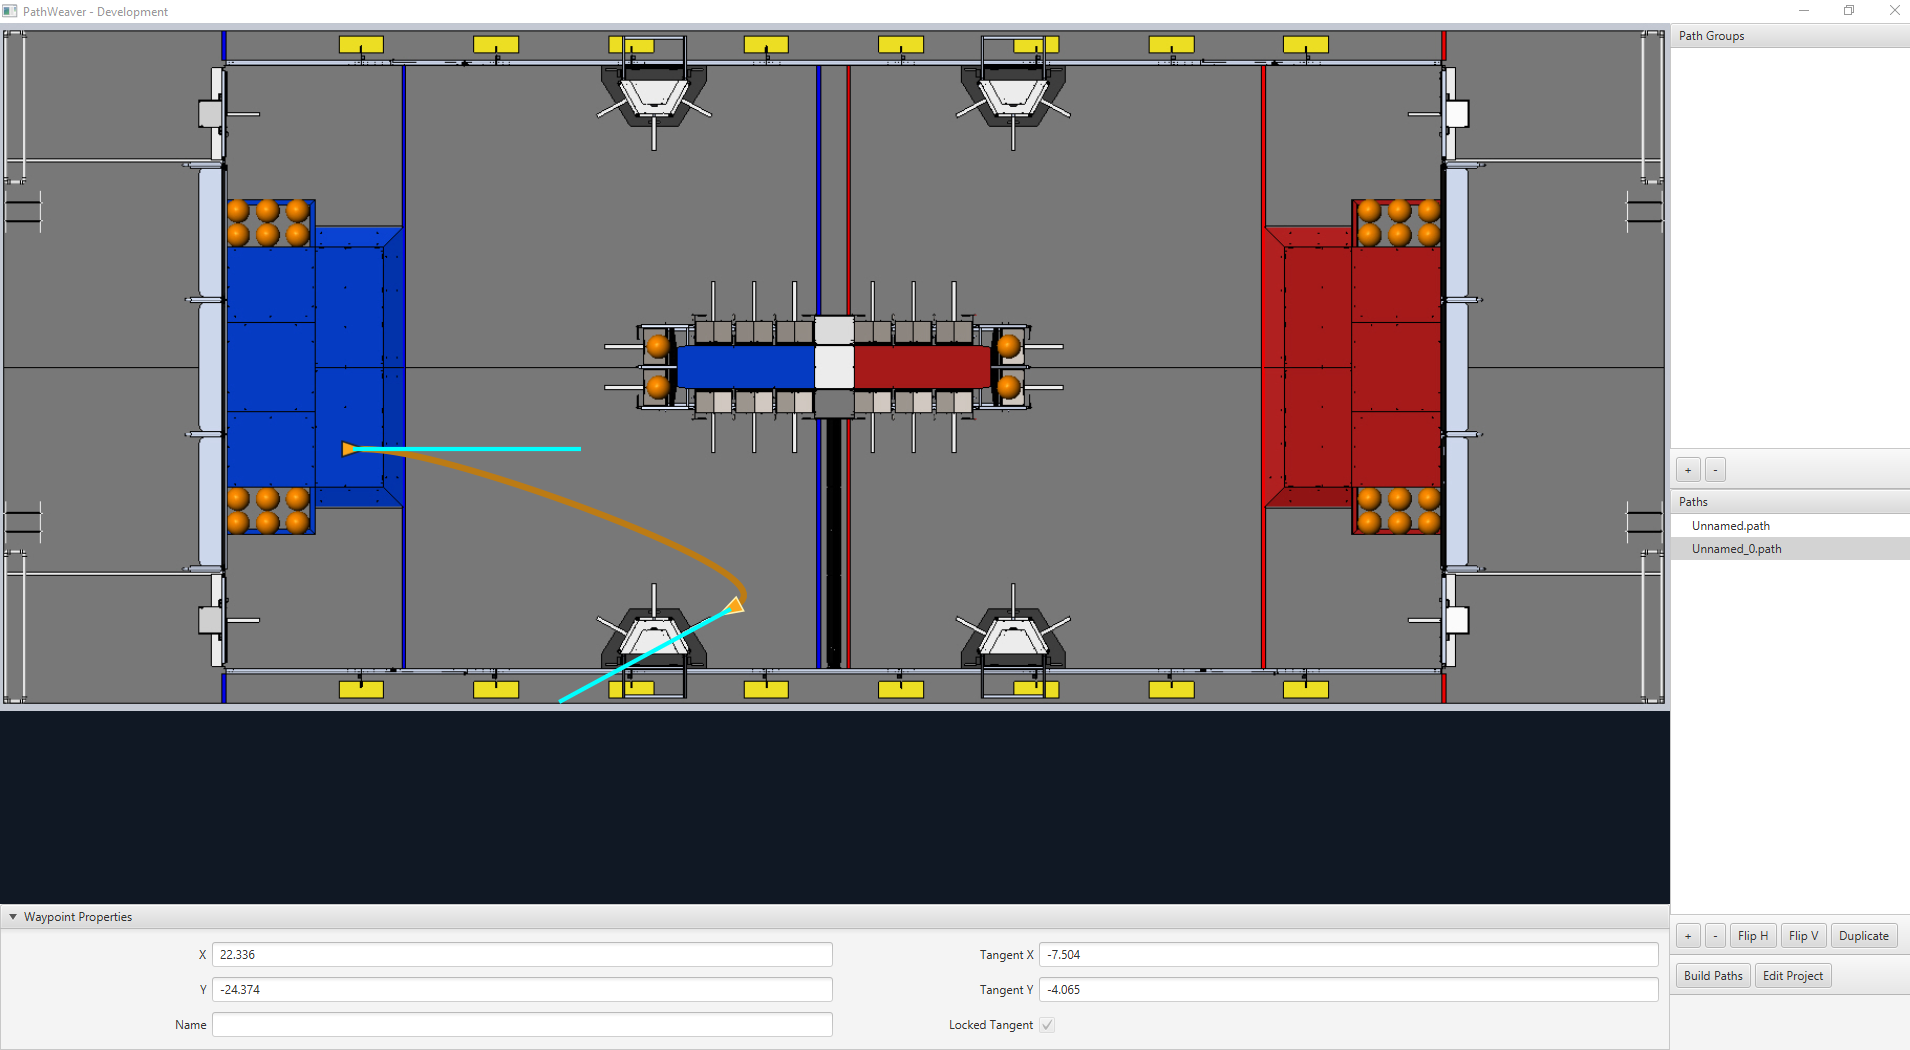 PathWeaver - Development
Path Groups
+ -
Paths
Unnamed.path
Unnamed_0.path
Waypoint Properties
X 22.336 Tangent X -7.504
Y -24.374 Tangent Y -4.065
Name Locked Tangent
+ - Flip H Flip V Duplicate
Build Paths Edit Project